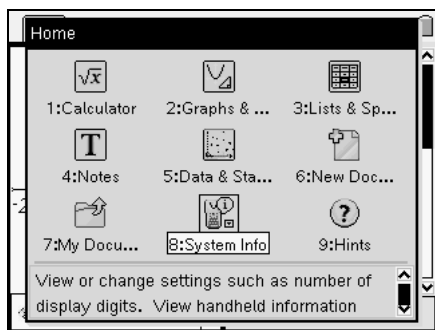 Home
1:Calculator 2:Graphs & ... 3:Lists & Sp...
T
4:Notes 5:Data & Sta... 6:New Doc...
7:My Docu... 8:System Info 9:Hints
View or change settings such as number of
display digits. View handheld information